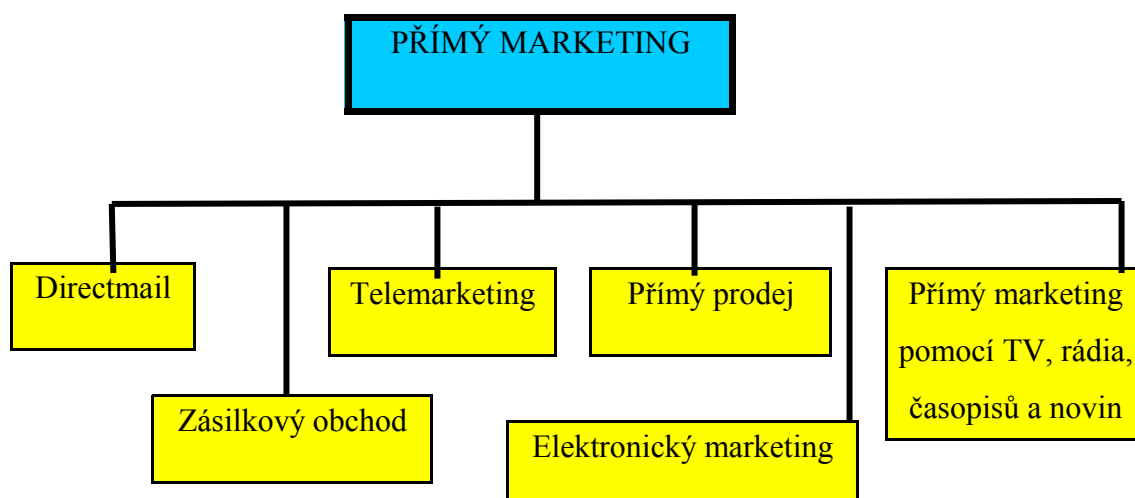 PŘÍMÝ MARKETING
Directmail
Telemarketing
Přímý prodej
Přímý marketing
pomocí TV, rádia,
časopisů a novin
Zásilkový obchod
Elektronický marketing